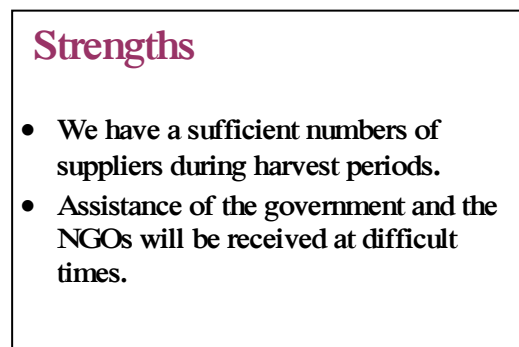 Strengths
• We have a sufficient numbers of
suppliers during harvest periods.
• Assistance of the government and the
NGOs will be received at difficult
times.